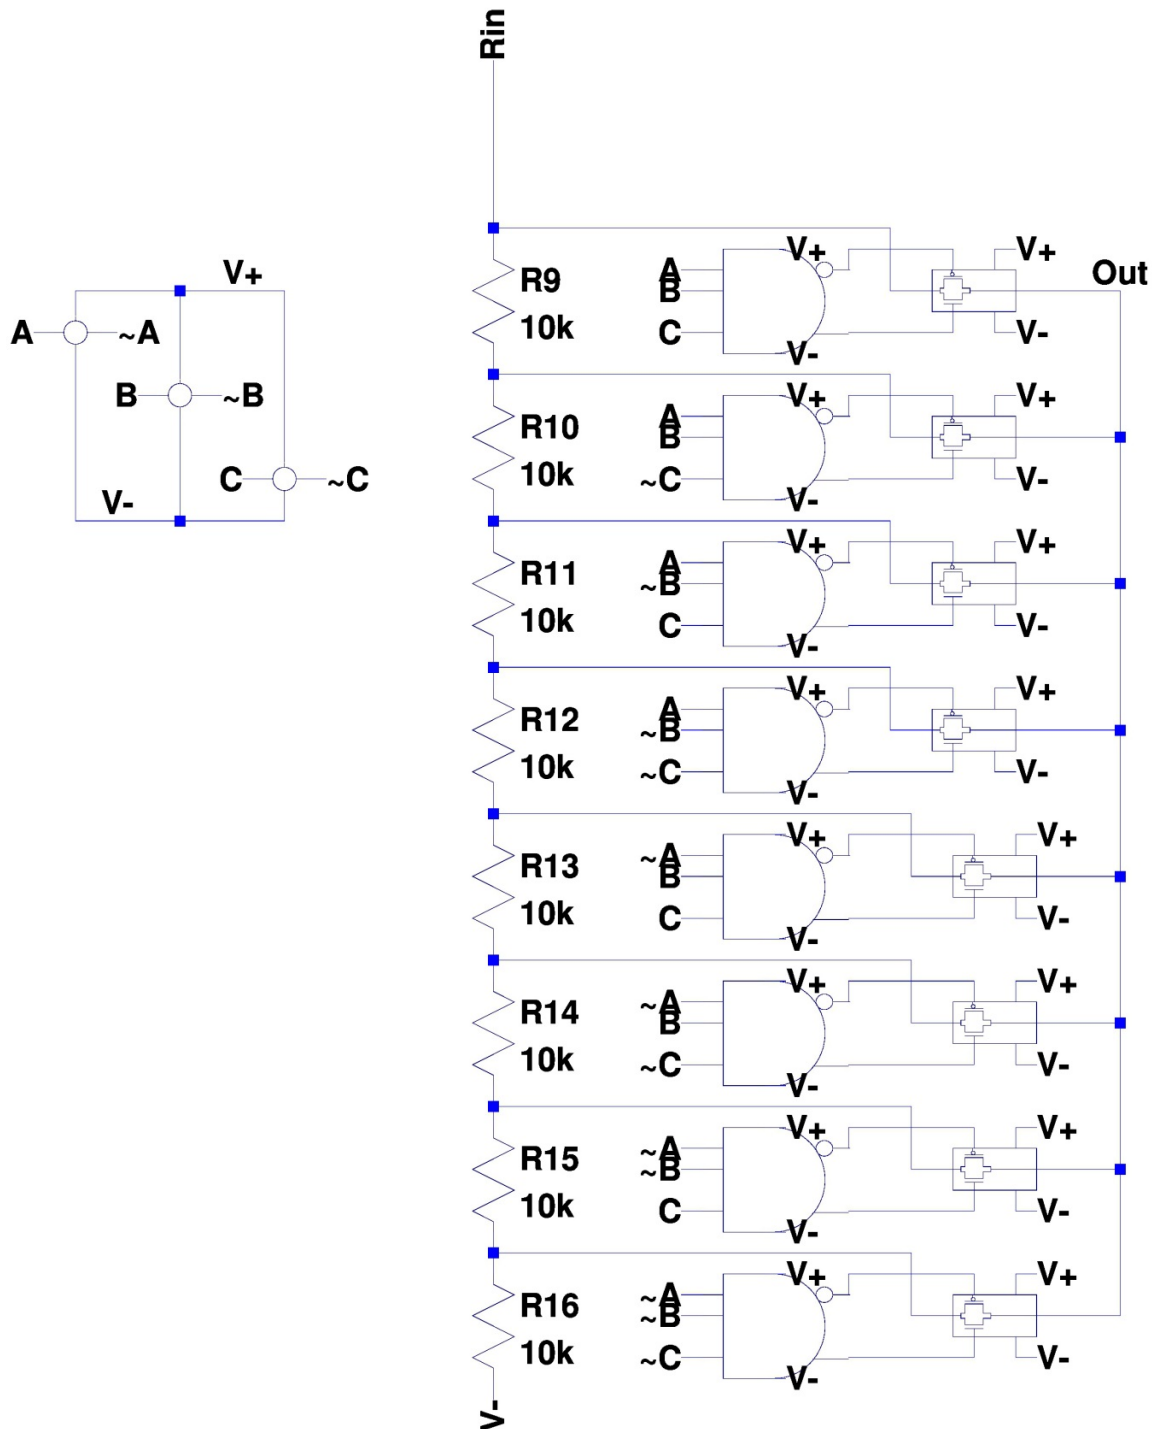 Rin
V+
A ~A
B ~B
C ~C
V-
R9
10k
A
B
C
V+
V-
V+
V-
Out
R10
10k
A
B
~C
V+
V-
V+
V-
R11
10k
A
~B
C
V+
V-
V+
V-
R12
10k
A
~B
~C
V+
V-
V+
V-
R13
10k
~A
B
C
V+
V-
V+
V-
R14
10k
~A
B
~C
V+
V-
V+
V-
R15
10k
~A
~B
C
V+
V-
V+
V-
R16
10k
~A
~B
~C
V+
V-
V+
V-
V-